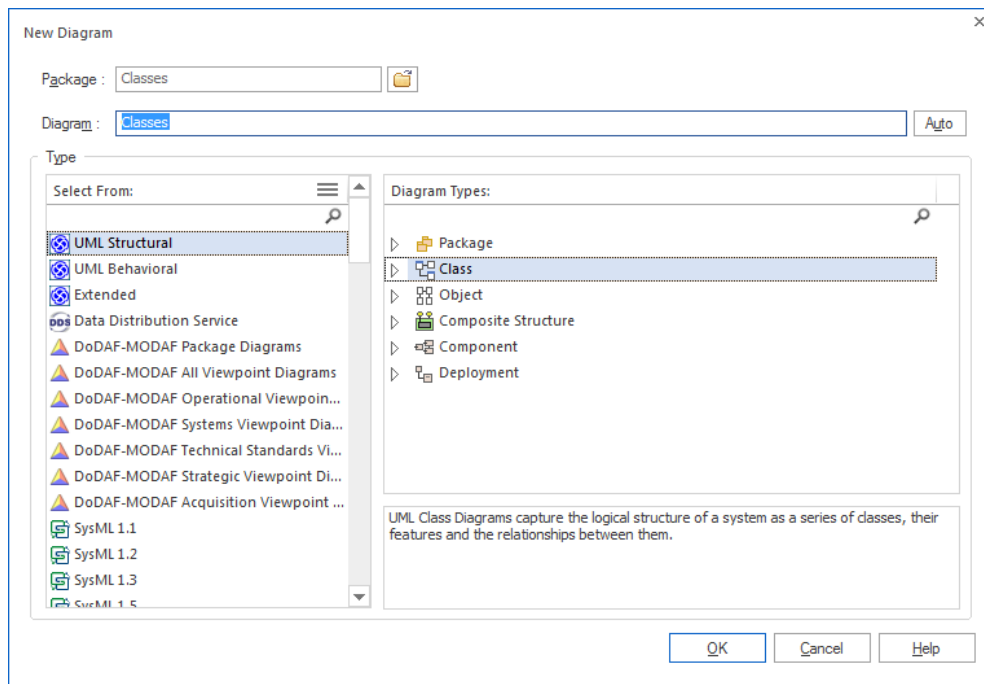 New Diagram
Package :
Classes
Diagram :
Classes
Auto
Type
Select From:
UML Structural
UML Behavioral
Extended
DDS Data Distribution Service
DoDAF-MODAF Package Diagrams
DoDAF-MODAF All Viewpoint Diagrams
DoDAF-MODAF Operational Viewpoin...
DoDAF-MODAF Systems Viewpoint Dia...
DoDAF-MODAF Technical Standards Vi...
DoDAF-MODAF Strategic Viewpoint Di...
DoDAF-MODAF Acquisition Viewpoint ...
SysML 1.1
SysML 1.2
SysML 1.3
SysML 1.5
Diagram Types:
Package
Class
Object
Composite Structure
Component
Deployment
UML Class Diagrams capture the logical structure of a system as a series of classes, their
features and the relationships between them.
OK
Cancel
Help